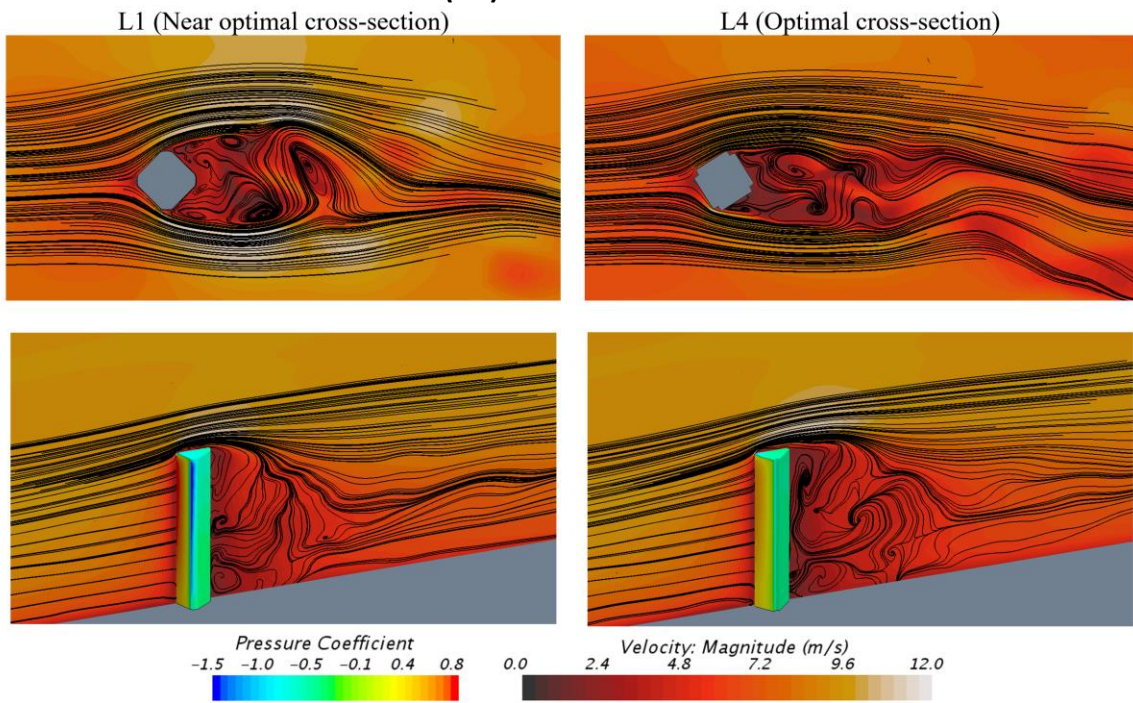 L1 (Near optimal cross-section)
L4 (Optimal cross-section)
Pressure Coefficient
-1.5 -1.0 -0.5 -0.1 0.4 0.8
Velocity: Magnitude (m/s)
0.0 2.4 4.8 7.2 9.6 12.0